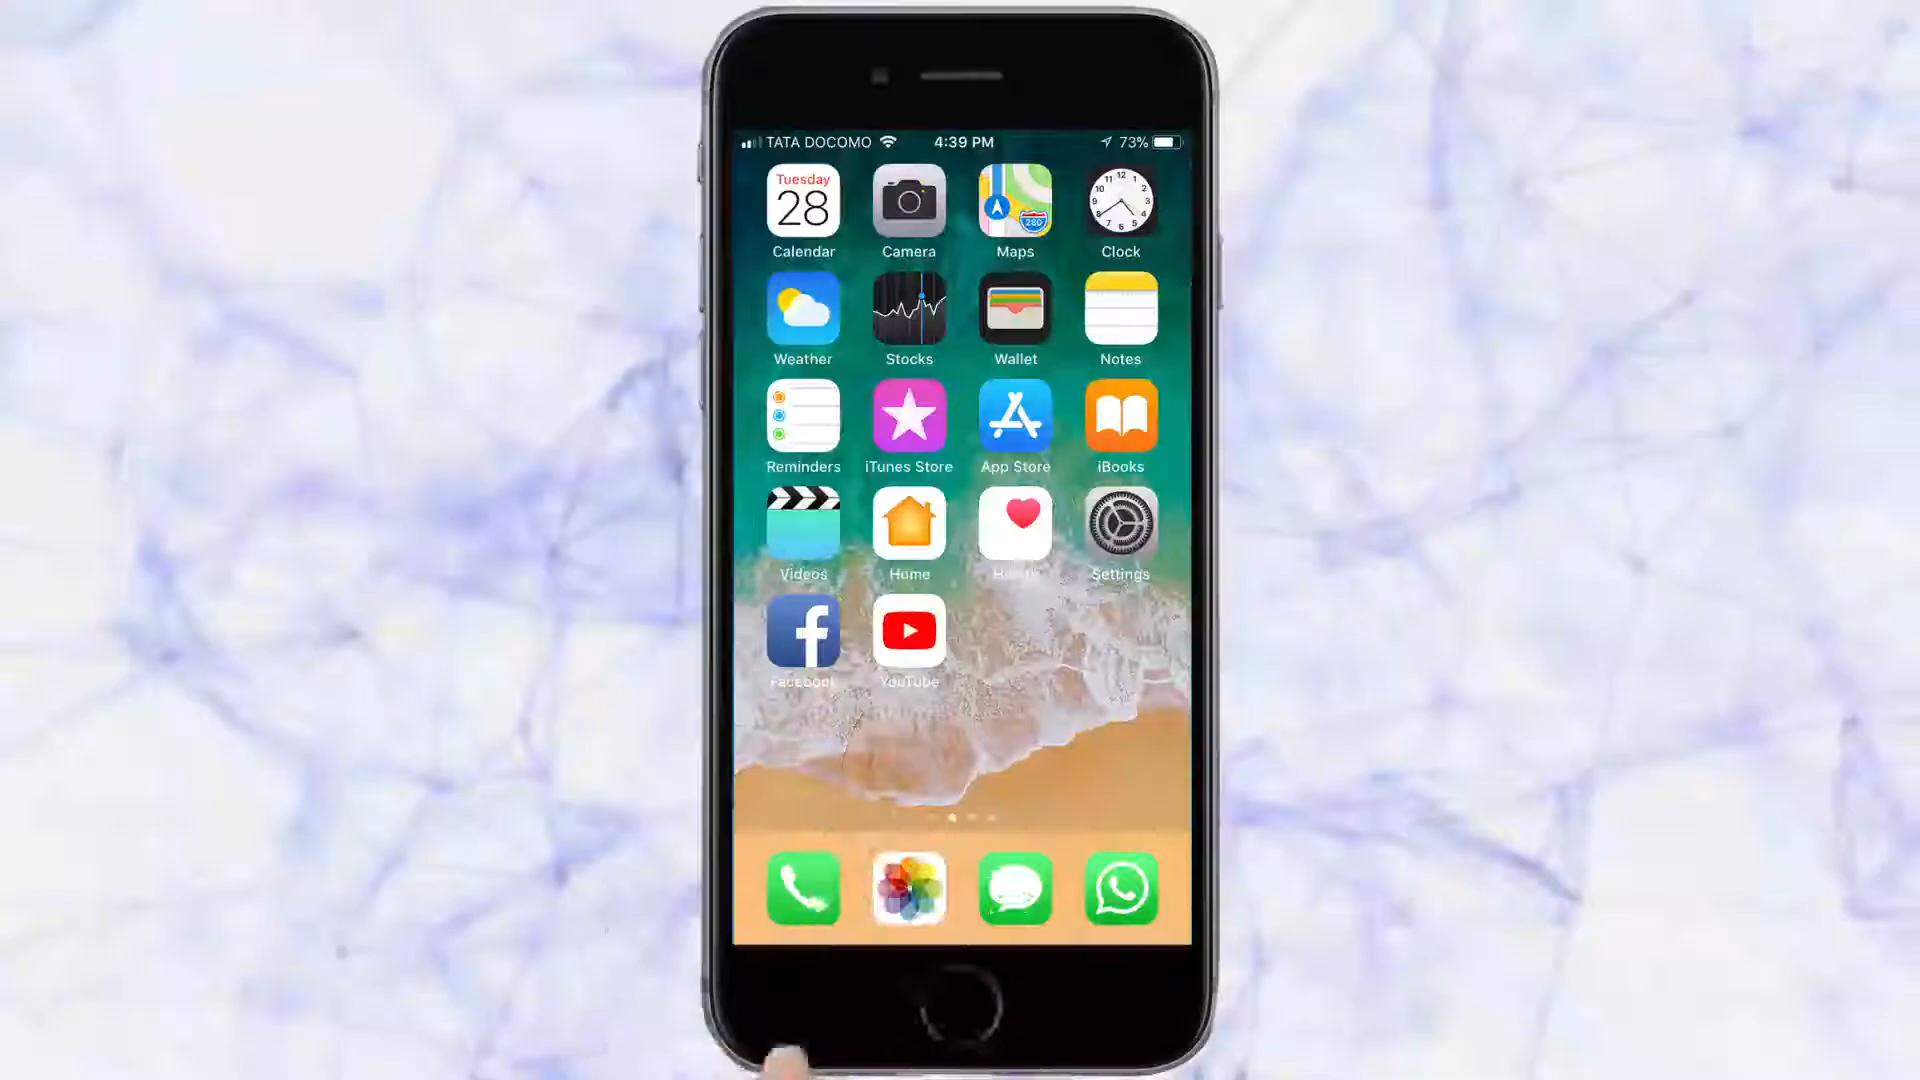 TATA DOCOMO 4:39 PM 73%
Tuesday
28
Calendar Camera Maps Clock
Weather Stocks Wallet Notes
Reminders iTunes Store App Store iBooks
Videos Home Health Settings
Facebook YouTube